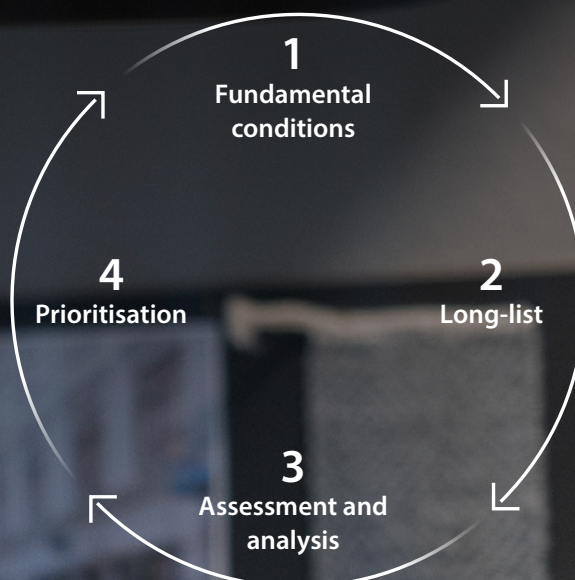 1
Fundamental
conditions
2
Long-list
3
Assessment and
analysis
4
Prioritisation